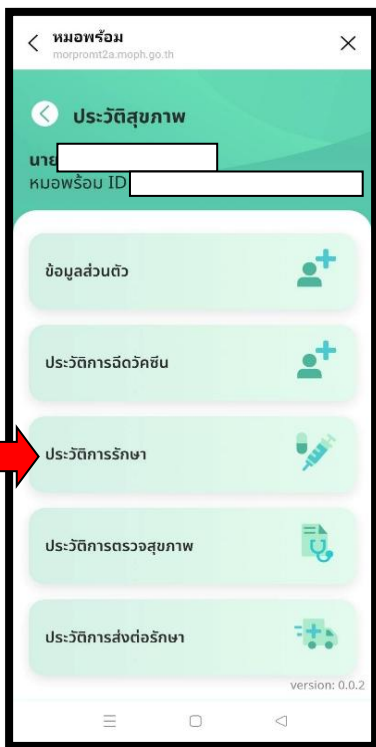 หมอพร้อม
morpromt2a.moph.go.th
ประวัติสุขภาพ
นาย
หมอพร้อม ID
ข้อมูลส่วนตัว
ประวัติการฉีดวัคซีน
ประวัติการรักษา
ประวัติการตรวจสุขภาพ
ประวัติการส่งต่อรักษา
version: 0.0.2